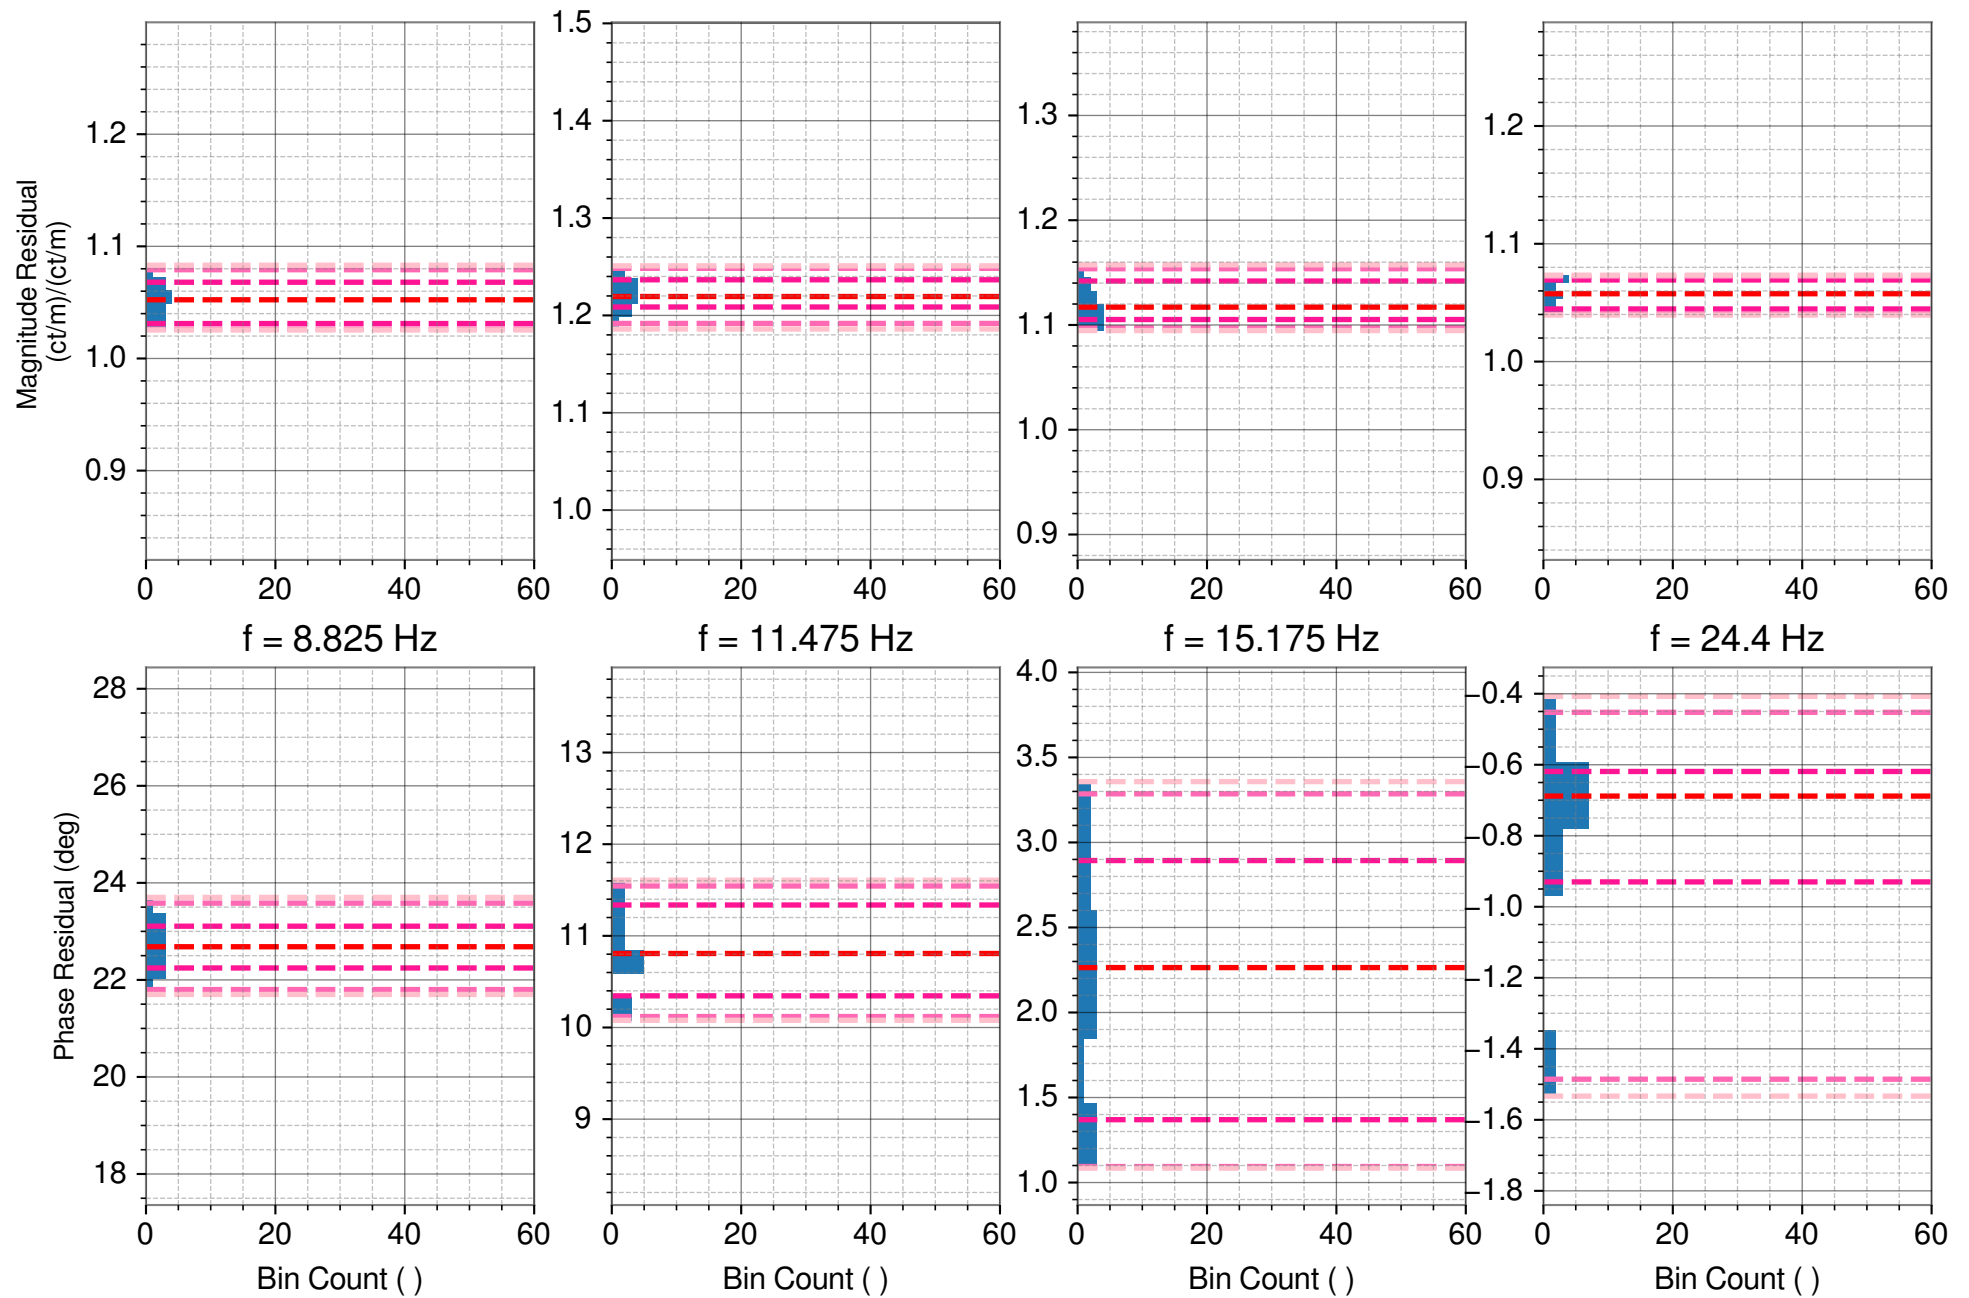 Magnitude Residual
(ct/m)/(ct/m)
1.2
1.1
1.0
0.9
0 20 40 60
1.5
1.4
1.3
1.2
1.1
1.0
0 20 40 60
1.3
1.2
1.1
1.0
0.9
0 20 40 60
1.2
1.1
1.0
0.9
0 20 40 60
f = 8.825 Hz
f = 11.475 Hz
f = 15.175 Hz
f = 24.4 Hz
Phase Residual (deg)
28
26
24
22
20
18
0 20 40 60
Bin Count ( )
13
12
11
10
9
0 20 40 60
Bin Count ( )
4.0
3.5
3.0
2.5
2.0
1.5
1.0
0 20 40 60
Bin Count ( )
−0.4
−0.6
−0.8
−1.0
−1.2
−1.4
−1.6
−1.8
0 20 40 60
Bin Count ( )